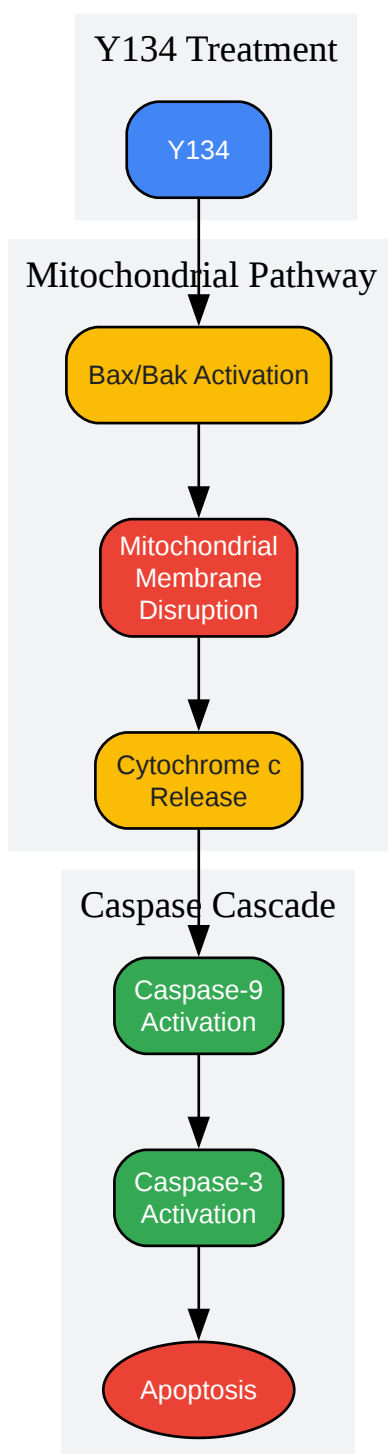 Y134 Treatment
Y134
Mitochondrial Pathway
Bax/Bak Activation
Mitochondrial
Membrane
Disruption
Cytochrome c
Release
Caspase Cascade
Caspase-9
Activation
Caspase-3
Activation
Apoptosis